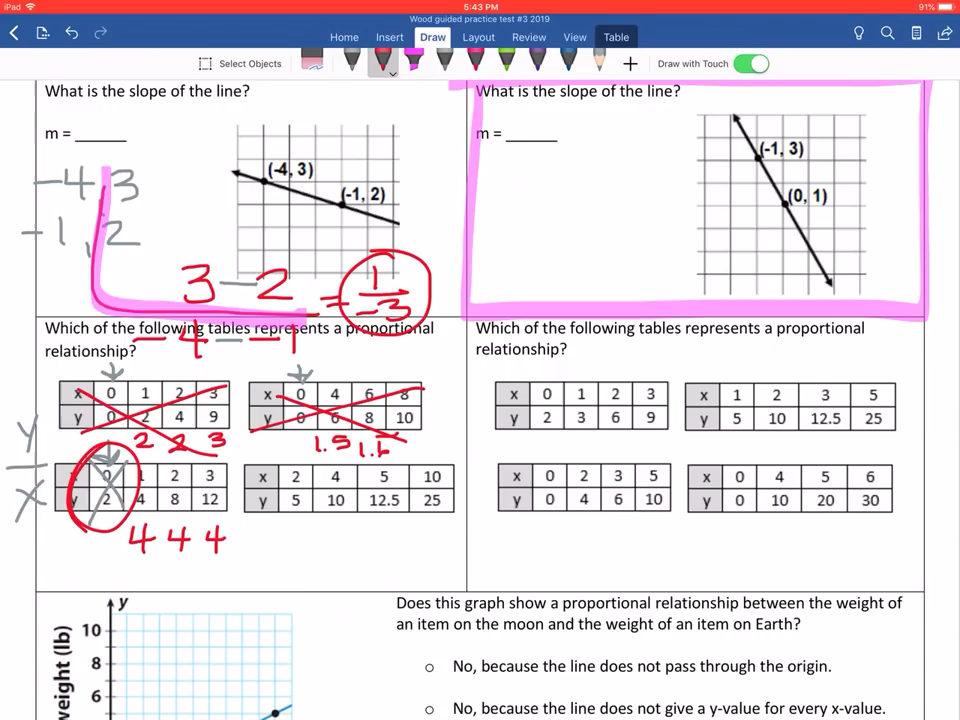 iPad
5:43 PM
91%
Wood guided practice test #3 2019
Home Insert Draw Layout Review View Table
Select Objects
Draw with Touch
What is the slope of the line?
m = ______
-4, 3
-1, 2
(-4, 3)
(-1, 2)
3 - 2
-4 - -1
= 1
-3
What is the slope of the line?
m = ______
(-1, 3)
(0, 1)
Which of the following tables represents a proportional
relationship?
x 0 1 2 3
y 0 2 4 9
2 2 3
x 0 4 6 8
y 0 6 8 10
1.5 1.6
y
x
x 0 1 2 3
y 2 4 8 12
4 4 4
x 2 4 5 10
y 5 10 12.5 25
Which of the following tables represents a proportional
relationship?
x 0 1 2 3
y 2 3 6 9
x 1 2 3 5
y 5 10 12.5 25
x 0 2 3 5
y 0 4 6 10
x 0 4 5 6
y 0 10 20 30
y
10
8
6
weight (lb)
Does this graph show a proportional relationship between the weight of
an item on the moon and the weight of an item on Earth?
o No, because the line does not pass through the origin.
o No, because the line does not give a y-value for every x-value.